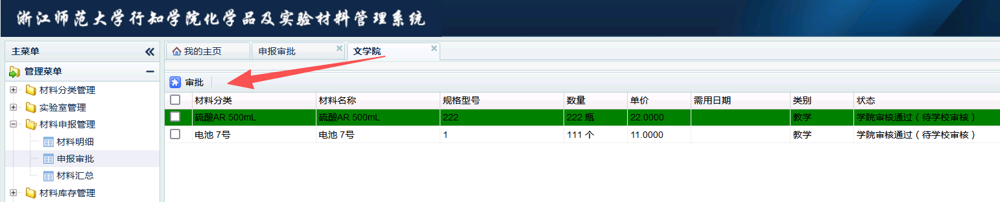 浙江师范大学行知学院化学品及实验材料管理系统
主菜单
我的主页 申报审批 文学院
管理菜单
审批
材料分类管理
实验室管理
材料申报管理
材料明细
申报审批
材料汇总
材料库存管理
材料分类 材料名称 规格型号 数量 单价 需用日期 类别 状态
硫酸AR 500mL 硫酸AR 500mL 222 222 瓶 22.0000 教学 学院审核通过（待学校审核）
电池 7号 电池 7号 1 111 个 11.0000 教学 学院审核通过（待学校审核）